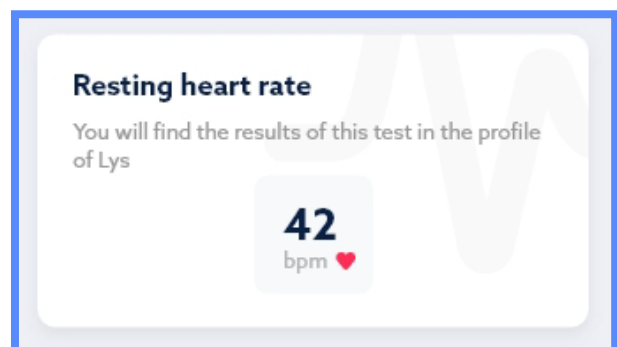 Resting heart rate
You will find the results of this test in the profile
of Lys
42
bpm